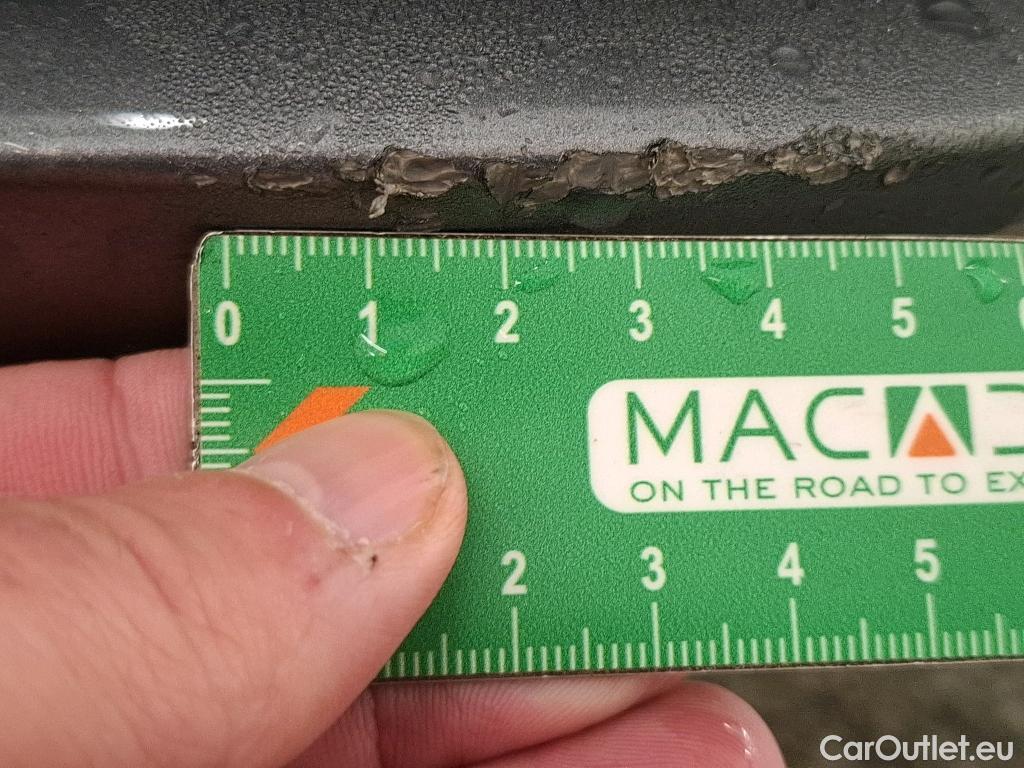 0 1 2 3 4 5
MAC
ON THE ROAD TO EX
2 3 4 5
CarOutlet.eu